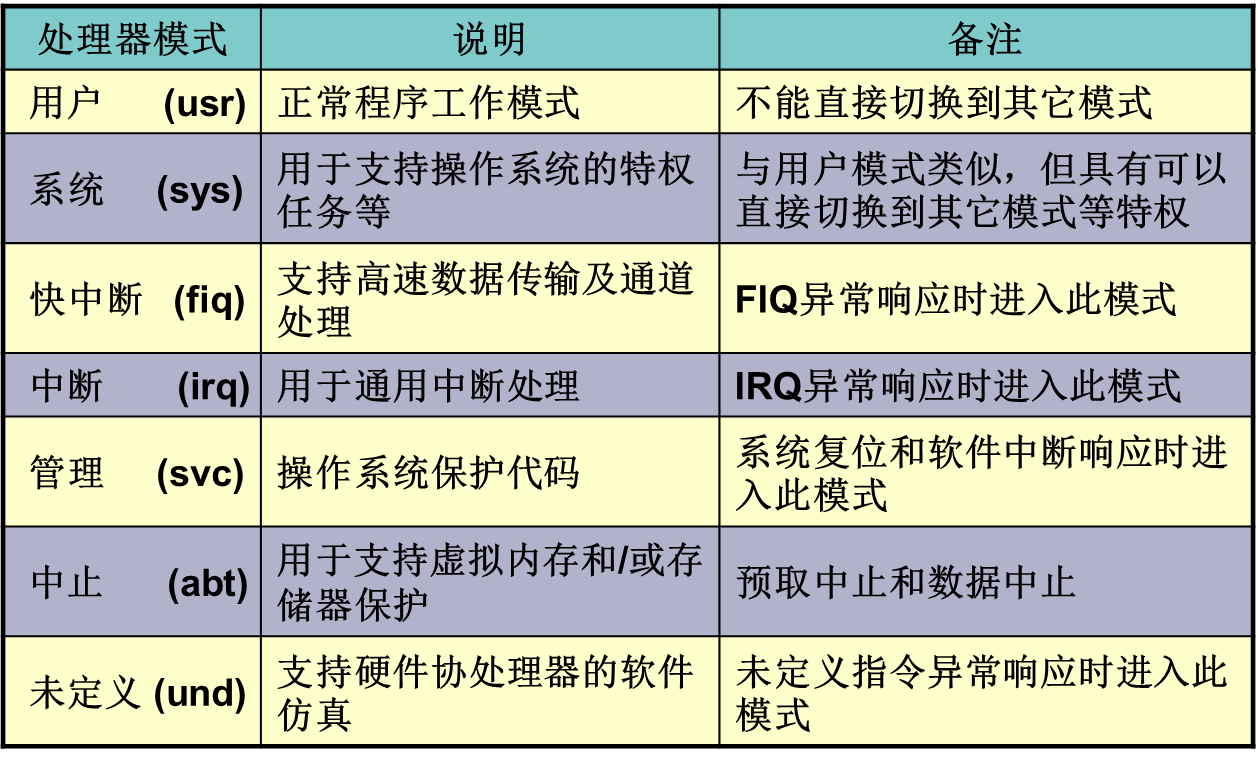 处理器模式 说明 备注
用户 (usr) 正常程序工作模式 不能直接切换到其它模式
系统 (sys)
用于支持操作系统的特权
任务等
与用户模式类似，但具有可以
直接切换到其它模式等特权
快中断 (fiq)
支持高速数据传输及通道
处理
FIQ异常响应时进入此模式
中断 (irq) 用于通用中断处理 IRQ异常响应时进入此模式
管理 (svc) 操作系统保护代码
系统复位和软件中断响应时进
入此模式
中止 (abt)
用于支持虚拟内存和/或存
储器保护
预取中止和数据中止
未定义 (und)
支持硬件协处理器的软件
仿真
未定义指令异常响应时进入此
模式